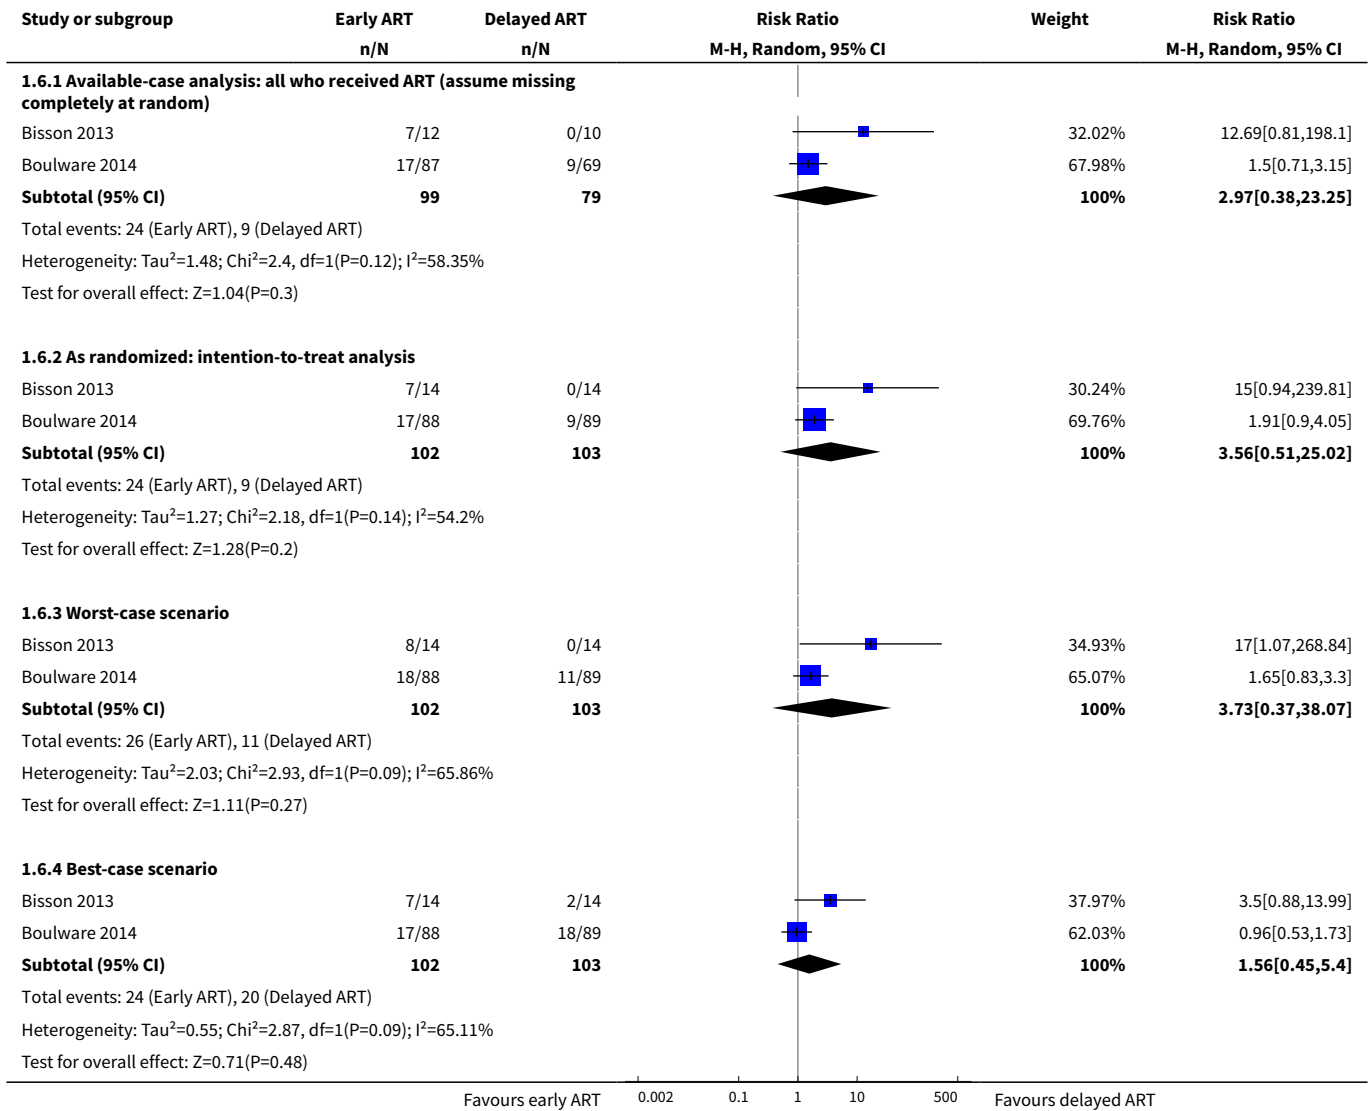 Study or subgroup Early ART Delayed ART Risk Ratio Weight Risk Ratio
n/N n/N M-H, Random, 95% CI M-H, Random, 95% CI
1.6.1 Available-case analysis: all who received ART (assume missing
completely at random)
Bisson 2013 7/12 0/10 32.02% 12.69[0.81,198.1]
Boulware 2014 17/87 9/69 67.98% 1.5[0.71,3.15]
Subtotal (95% CI) 99 79 100% 2.97[0.38,23.25]
Total events: 24 (Early ART), 9 (Delayed ART)
Heterogeneity: Tau²=1.48; Chi²=2.4, df=1(P=0.12); I²=58.35%
Test for overall effect: Z=1.04(P=0.3)
1.6.2 As randomized: intention-to-treat analysis
Bisson 2013 7/14 0/14 30.24% 15[0.94,239.81]
Boulware 2014 17/88 9/89 69.76% 1.91[0.9,4.05]
Subtotal (95% CI) 102 103 100% 3.56[0.51,25.02]
Total events: 24 (Early ART), 9 (Delayed ART)
Heterogeneity: Tau²=1.27; Chi²=2.18, df=1(P=0.14); I²=54.2%
Test for overall effect: Z=1.28(P=0.2)
1.6.3 Worst-case scenario
Bisson 2013 8/14 0/14 34.93% 17[1.07,268.84]
Boulware 2014 18/88 11/89 65.07% 1.65[0.83,3.3]
Subtotal (95% CI) 102 103 100% 3.73[0.37,38.07]
Total events: 26 (Early ART), 11 (Delayed ART)
Heterogeneity: Tau²=2.03; Chi²=2.93, df=1(P=0.09); I²=65.86%
Test for overall effect: Z=1.11(P=0.27)
1.6.4 Best-case scenario
Bisson 2013 7/14 2/14 37.97% 3.5[0.88,13.99]
Boulware 2014 17/88 18/89 62.03% 0.96[0.53,1.73]
Subtotal (95% CI) 102 103 100% 1.56[0.45,5.4]
Total events: 24 (Early ART), 20 (Delayed ART)
Heterogeneity: Tau²=0.55; Chi²=2.87, df=1(P=0.09); I²=65.11%
Test for overall effect: Z=0.71(P=0.48)
Favours early ART 0.002 0.1 1 10 500 Favours delayed ART